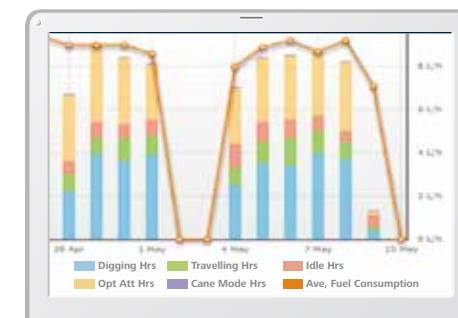 8 L/h
6 L/h
4 L/h
2 L/h
0 L/h
28 Apr
1 May
4 May
7 May
10 May
Digging Hrs
Travelling Hrs
Idle Hrs
Opt Att Hrs
Cane Mode Hrs
Ave, Fuel Consumption